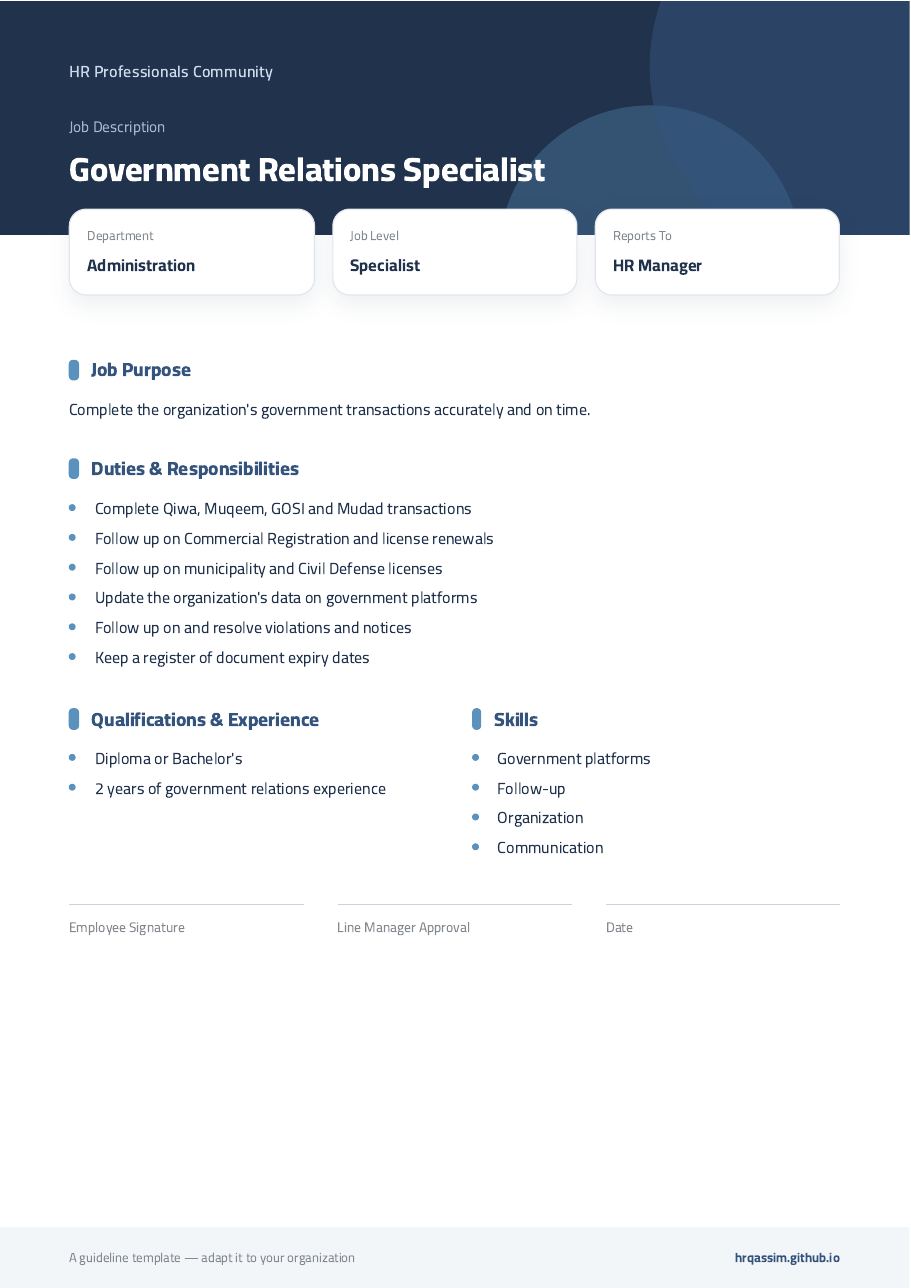 HR Professionals Community
Job Description
Government Relations Specialist
Department
Administration
Job Level
Specialist
Reports To
HR Manager
Job Purpose
Complete the organization's government transactions accurately and on time.
Duties & Responsibilities
Complete Qiwa, Muqeem, GOSI and Mudad transactions
Follow up on Commercial Registration and license renewals
Follow up on municipality and Civil Defense licenses
Update the organization's data on government platforms
Follow up on and resolve violations and notices
Keep a register of document expiry dates
Qualifications & Experience
Diploma or Bachelor's
2 years of government relations experience
Skills
Government platforms
Follow-up
Organization
Communication
Employee Signature
Line Manager Approval
Date
A guideline template — adapt it to your organization
hrqassim.github.io